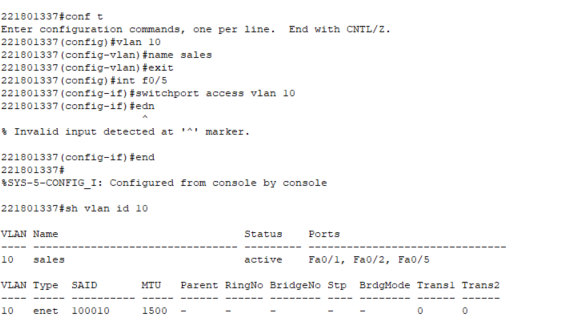 221801337#conf t
Enter configuration commands, one per line.  End with CNTL/Z.
221801337(config)#vlan 10
221801337(config-vlan)#name sales
221801337(config-vlan)#exit
221801337(config)#int f0/5
221801337(config-if)#switchport access vlan 10
221801337(config-if)#edn
                      ^
% Invalid input detected at '^' marker.
221801337(config-if)#end
221801337#
%SYS-5-CONFIG_I: Configured from console by console
221801337#sh vlan id 10
VLAN Name                             Status    Ports
---- -------------------------------- --------- -------------------------------
10   sales                            active    Fa0/1, Fa0/2, Fa0/5
VLAN Type  SAID       MTU   Parent RingNo BridgeNo Stp  BrdgMode Trans1 Trans2
---- ----- ---------- ----- ------ ------ -------- ---- -------- ------ ------
10   enet  100010     1500  -      -      -        -    -        0      0